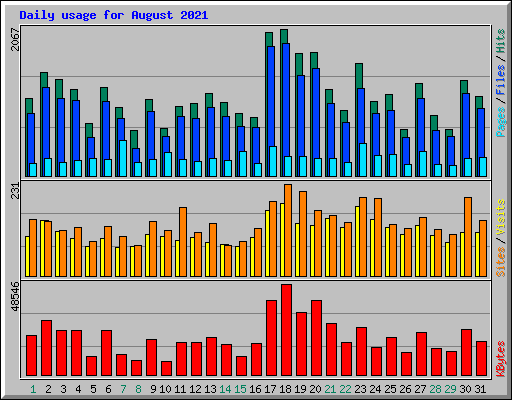 Daily usage for August 2021
2067
Pages / Files / Hits
231
Sites / Visits
48546
KBytes
1 2 3 4 5 6 7 8 9 10 11 12 13 14 15 16 17 18 19 20 21 22 23 24 25 26 27 28 29 30 31